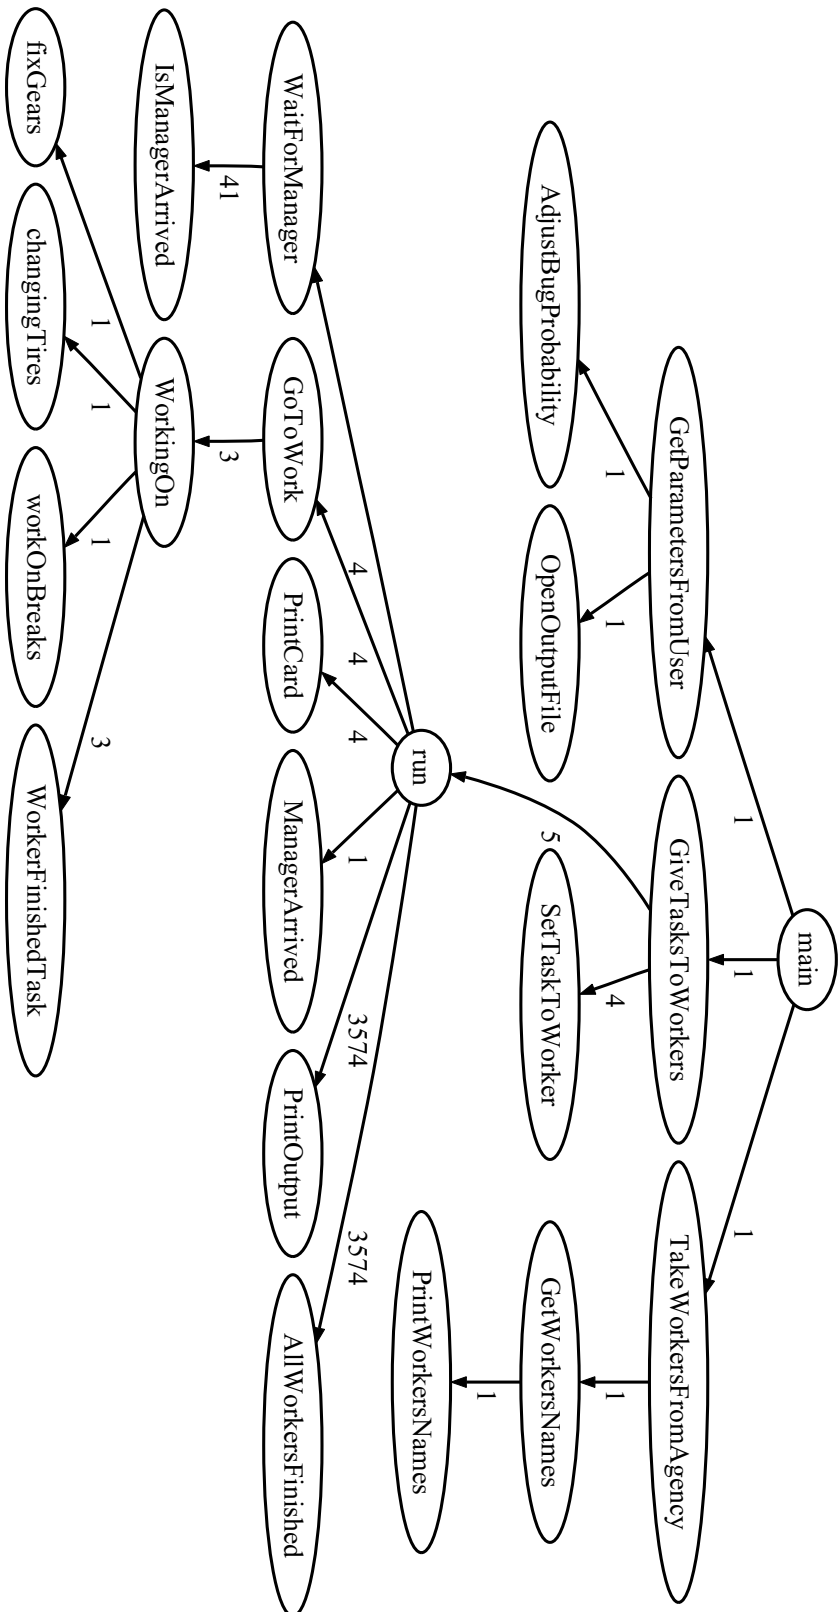 main
1
1
1
GetParametersFromUser
GiveTasksToWorkers
TakeWorkersFromAgency
1
1
5
4
1
AdjustBugProbability
OpenOutputFile
SetTaskToWorker
GetWorkersNames
1
run
PrintWorkersNames
4
4
4
1
3574
3574
WaitForManager
GoToWork
PrintCard
ManagerArrived
PrintOutput
AllWorkersFinished
41
3
IsManagerArrived
WorkingOn
1
1
1
3
fixGears
changingTires
workOnBreaks
WorkerFinishedTask